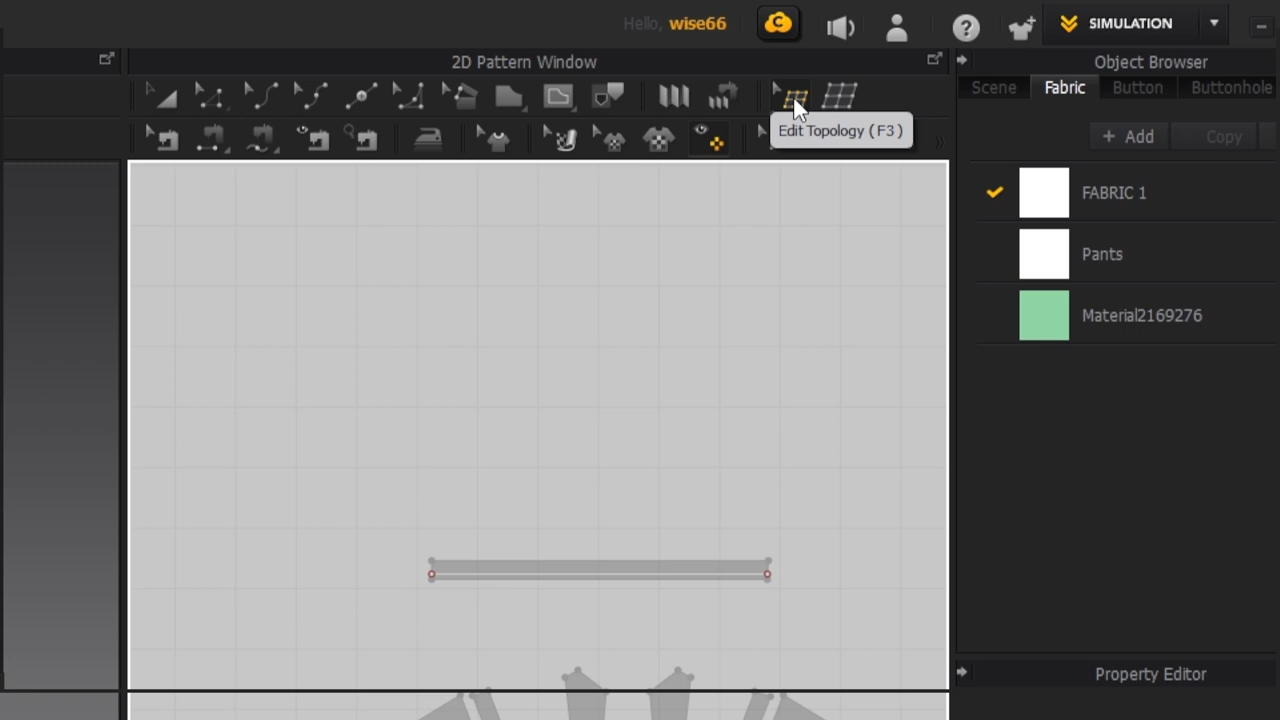 Hello, wise66
SIMULATION
2D Pattern Window
Object Browser
Scene Fabric Button Buttonhole
Edit Topology (F3)
+ Add Copy
FABRIC 1
Pants
Material2169276
Property Editor